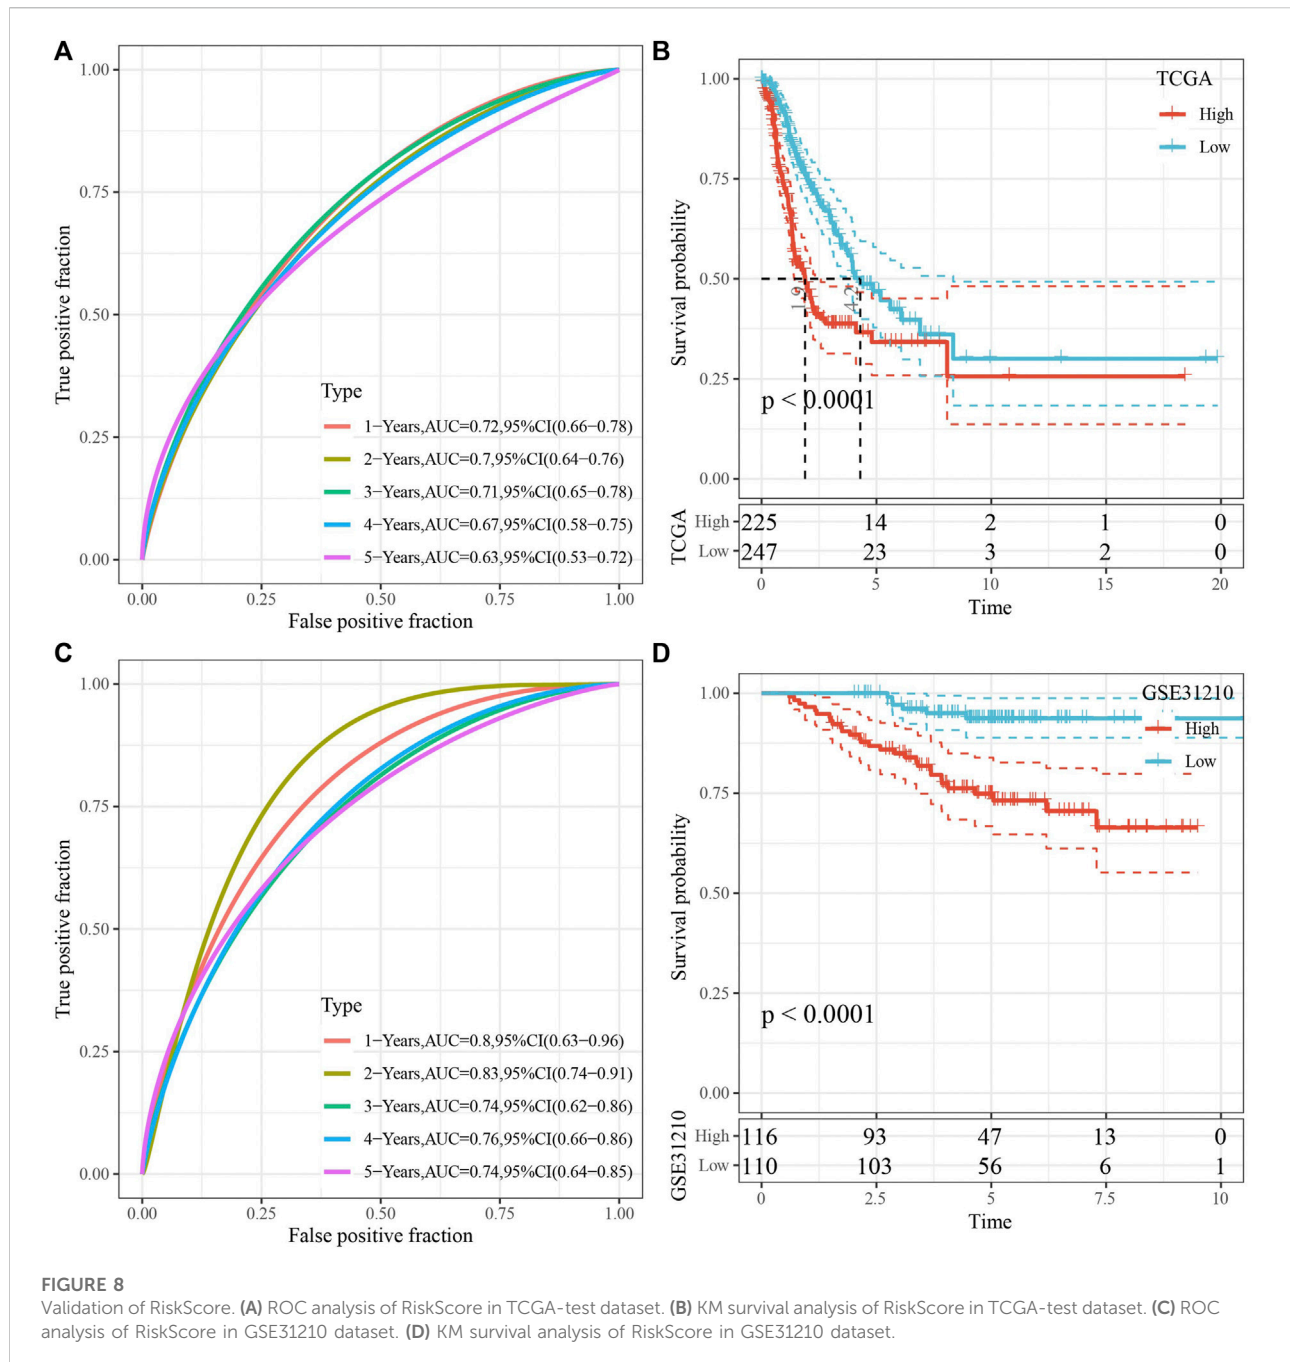 A
1.00
0.75
0.50
0.25
0.00
True positive fraction
Type
1−Years,AUC=0.72,95%CI(0.66−0.78)
2−Years,AUC=0.7,95%CI(0.64−0.76)
3−Years,AUC=0.71,95%CI(0.65−0.78)
4−Years,AUC=0.67,95%CI(0.58−0.75)
5−Years,AUC=0.63,95%CI(0.53−0.72)
0.00 0.25 0.50 0.75 1.00
False positive fraction
B
1.00
0.75
0.50
0.25
0.00
Survival probability
TCGA
High
Low
1.9
4.2
p < 0.0001
TCGA
High 225 14 2 1 0
Low 247 23 3 2 0
0 5 10 15 20
Time
C
1.00
0.75
0.50
0.25
0.00
True positive fraction
Type
1−Years,AUC=0.8,95%CI(0.63−0.96)
2−Years,AUC=0.83,95%CI(0.74−0.91)
3−Years,AUC=0.74,95%CI(0.62−0.86)
4−Years,AUC=0.76,95%CI(0.66−0.86)
5−Years,AUC=0.74,95%CI(0.64−0.85)
0.00 0.25 0.50 0.75 1.00
False positive fraction
D
1.00
0.75
0.50
0.25
0.00
Survival probability
GSE31210
High
Low
p < 0.0001
GSE31210
High 116 93 47 13 0
Low 110 103 56 6 1
0 2.5 5 7.5 10
Time
FIGURE 8
Validation of RiskScore. (A) ROC analysis of RiskScore in TCGA-test dataset. (B) KM survival analysis of RiskScore in TCGA-test dataset. (C) ROC
analysis of RiskScore in GSE31210 dataset. (D) KM survival analysis of RiskScore in GSE31210 dataset.